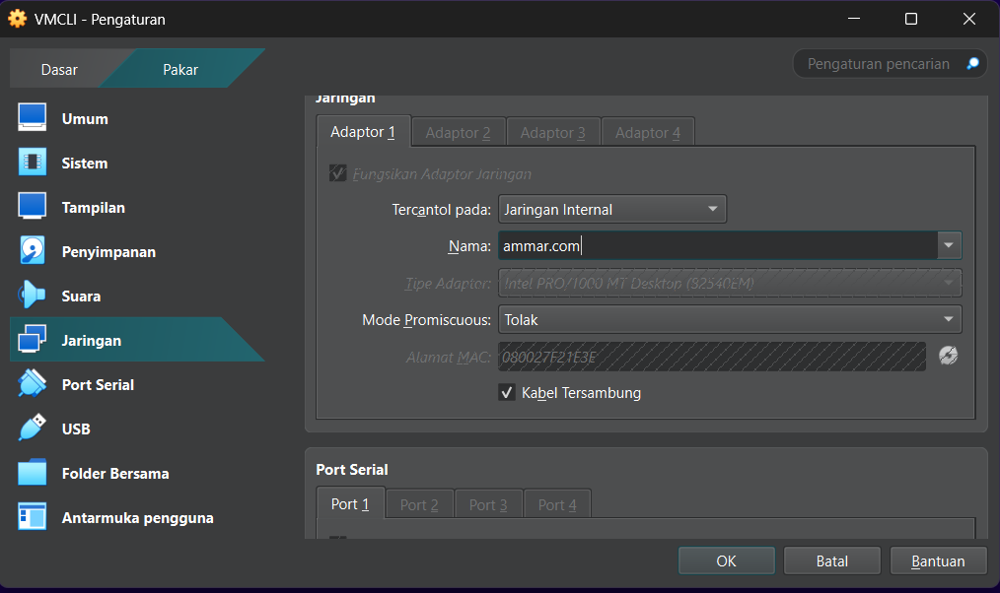 VMCLI - Pengaturan
Dasar
Pakar
Pengaturan pencarian
Umum
Sistem
Tampilan
Penyimpanan
Suara
Jaringan
Port Serial
USB
Folder Bersama
Antarmuka pengguna
Jaringan
Adaptor 1 Adaptor 2 Adaptor 3 Adaptor 4
Fungsikan Adaptor Jaringan
Tercantol pada: Jaringan Internal
Nama: ammar.com
Tipe Adaptor: Intel PRO/1000 MT Desktop (82540EM)
Mode Promiscuous: Tolak
Alamat MAC: 080027F21F3E
Kabel Tersambung
Port Serial
Port 1 Port 2 Port 3 Port 4
OK Batal Bantuan